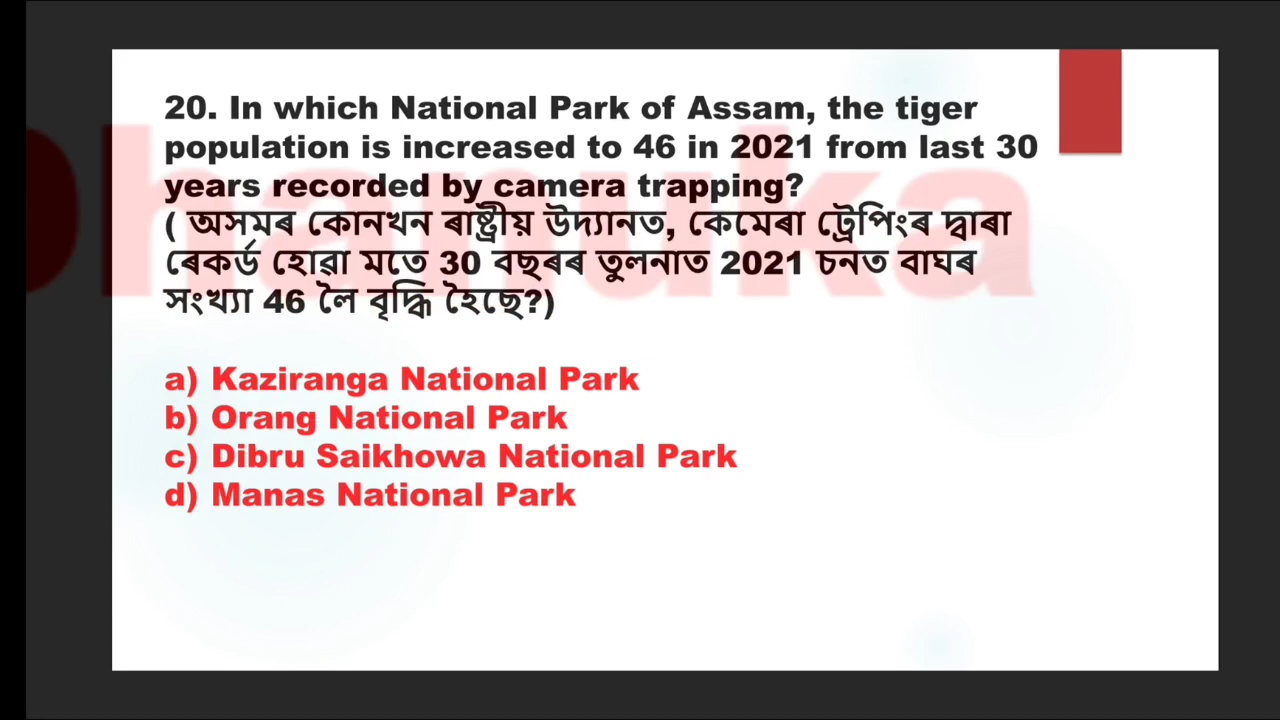 20. In which National Park of Assam, the tiger
population is increased to 46 in 2021 from last 30
years recorded by camera trapping?
( অসমৰ কোনখন ৰাষ্ট্ৰীয় উদ্যানত, কেমেৰা ট্ৰেপিংৰ দ্বাৰা
ৰেকৰ্ড হোৱা মতে 30 বছৰৰ তুলনাত 2021 চনত বাঘৰ
সংখ্যা 46 লৈ বৃদ্ধি হৈছে?)
a) Kaziranga National Park
b) Orang National Park
c) Dibru Saikhowa National Park
d) Manas National Park
Dhanuka